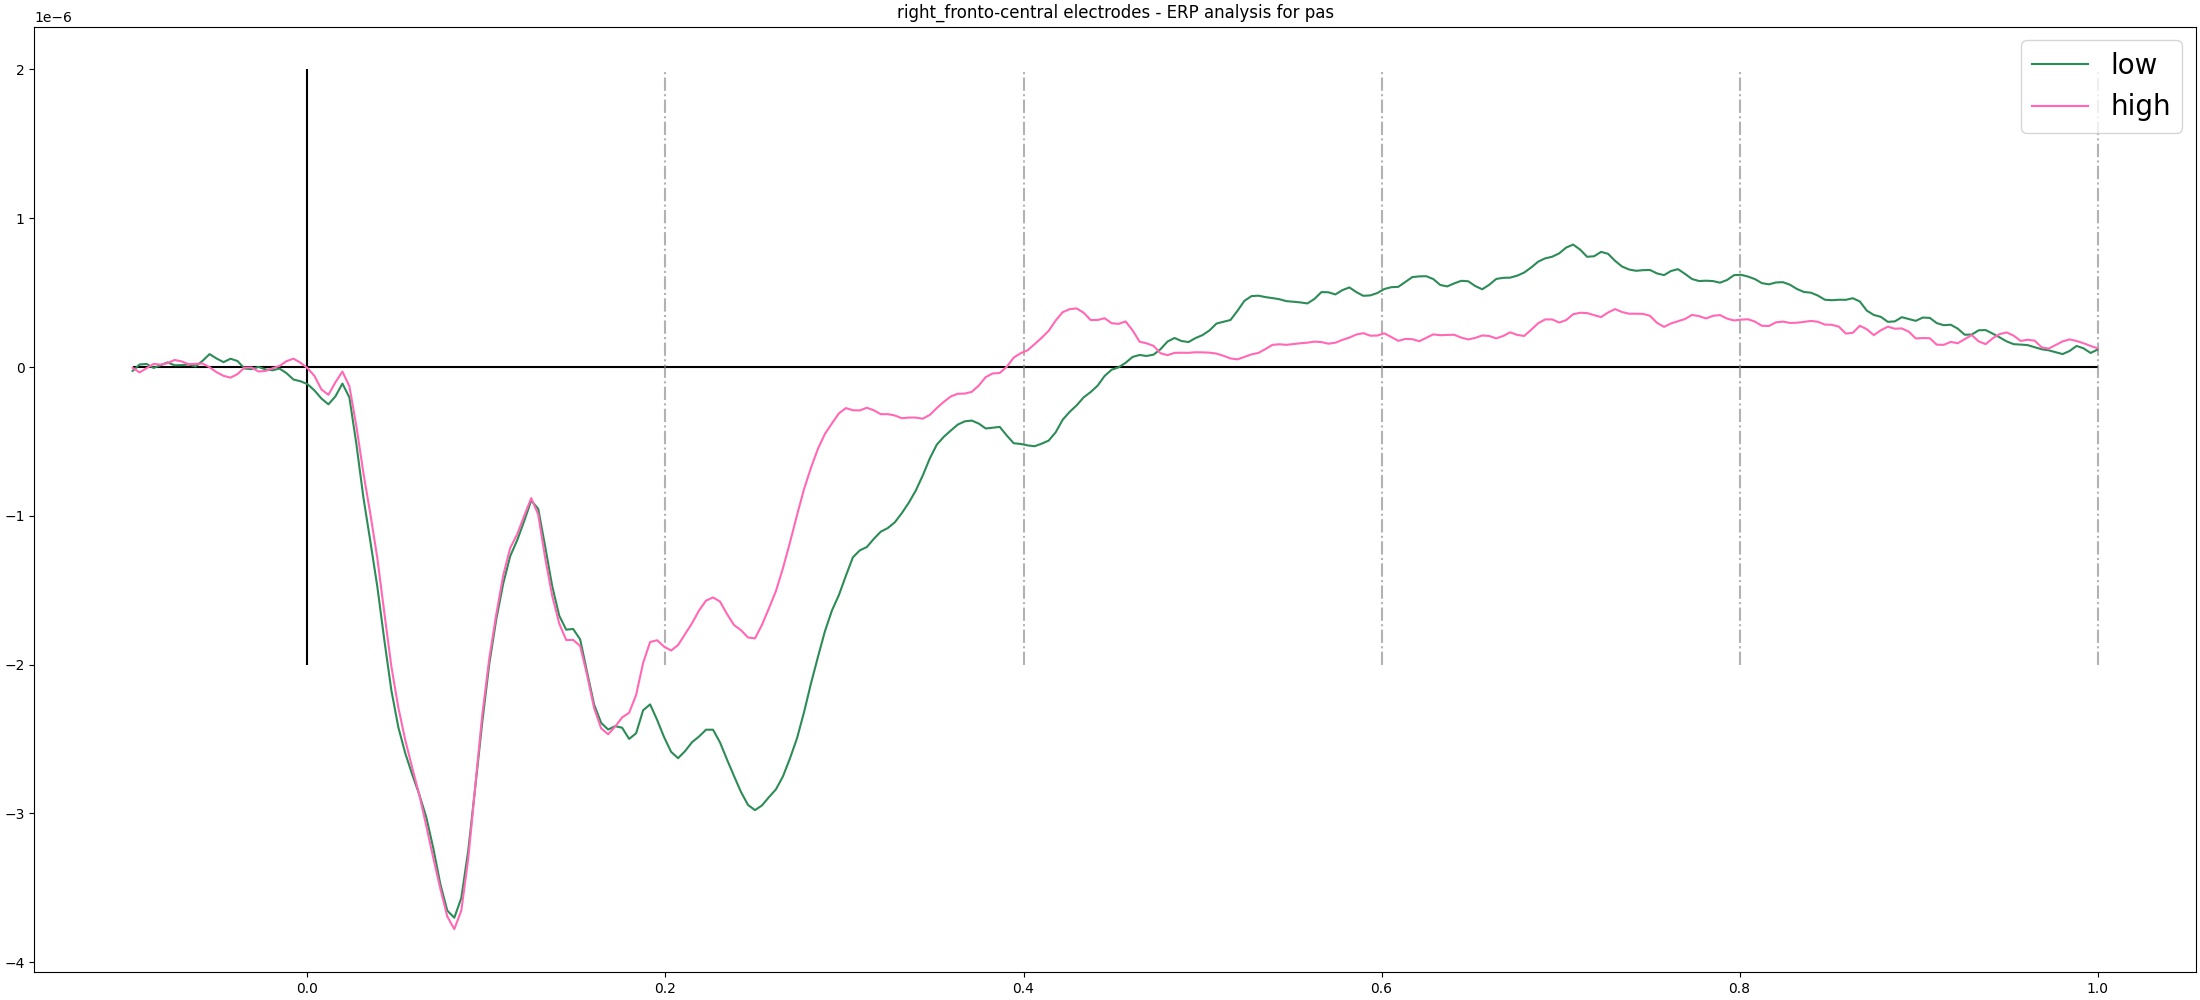 right_fronto-central electrodes - ERP analysis for pas
1e−6
2
1
0
−1
−2
−3
−4
0.0 0.2 0.4 0.6 0.8 1.0
low
high